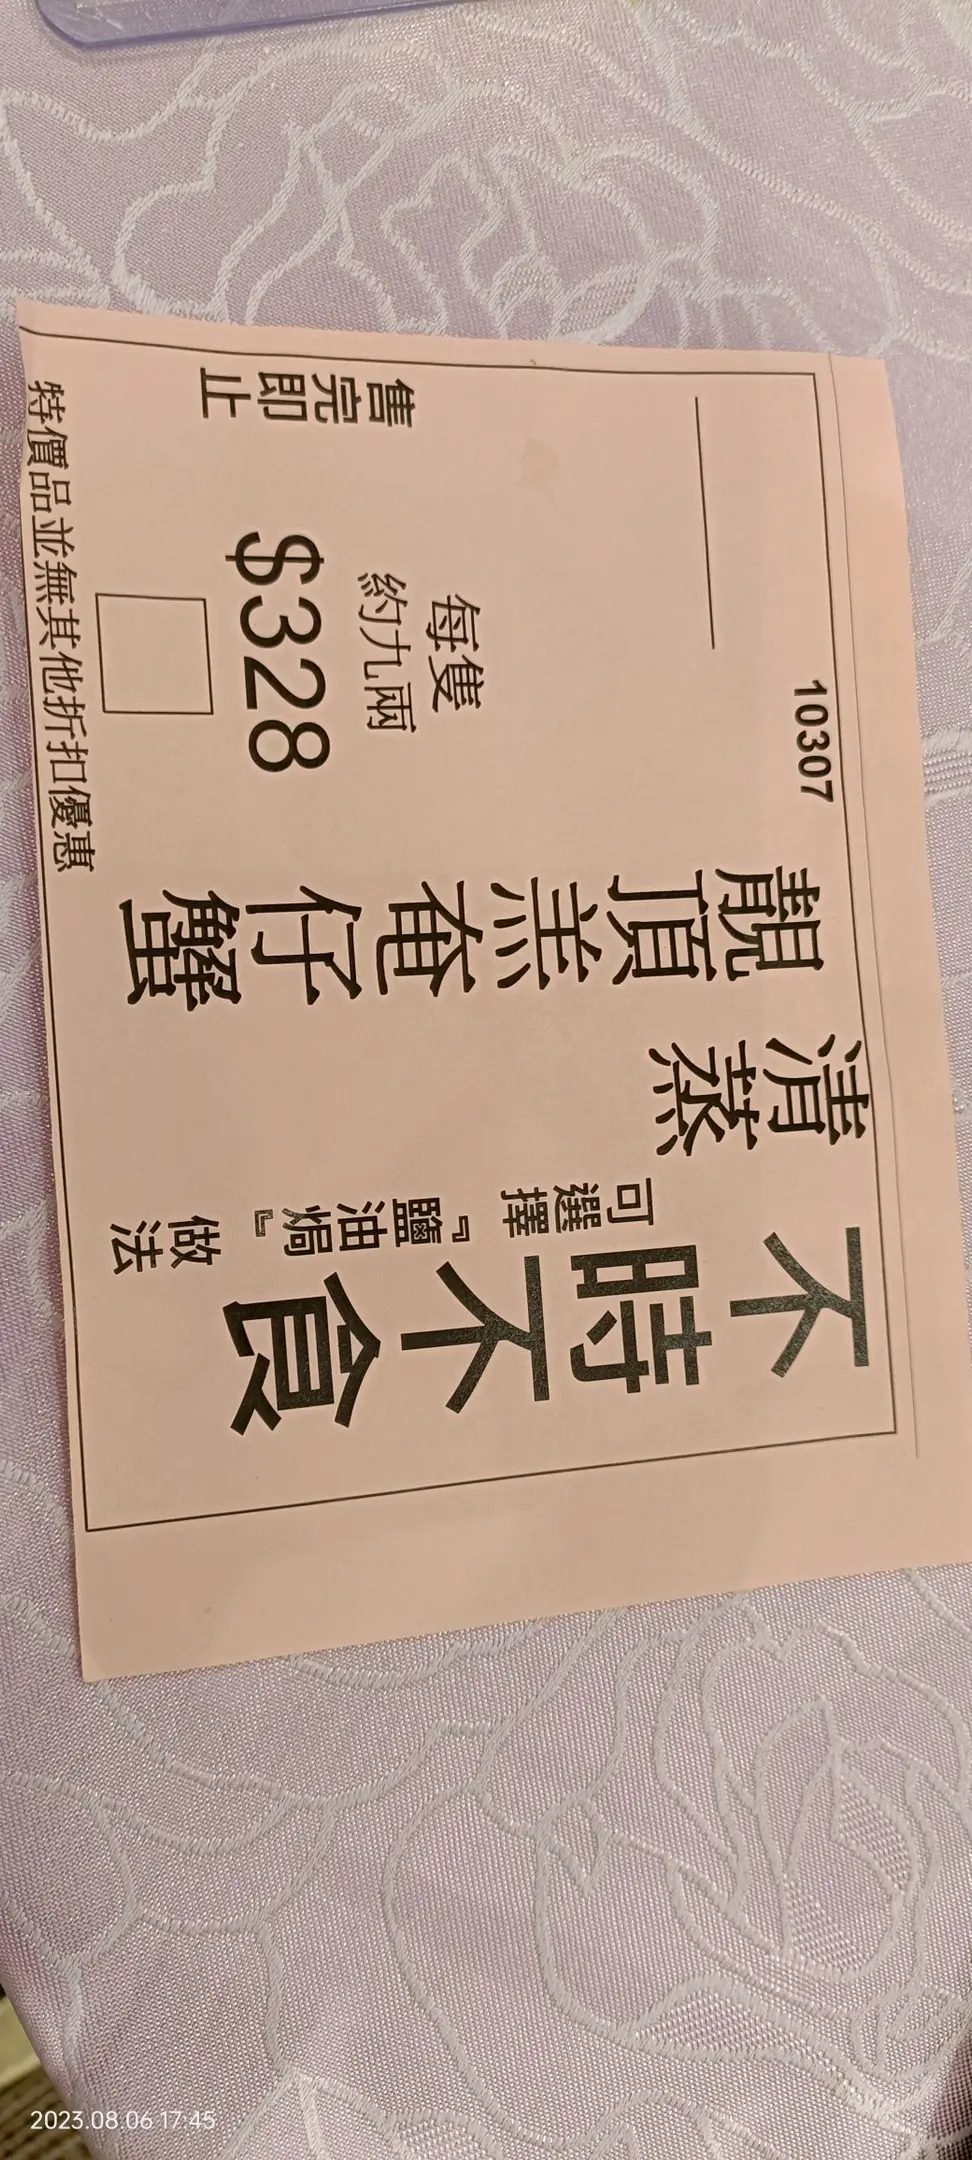 10307
不時不食
可選擇『鹽油焗』做法
清蒸
靚頂羔奄仔蟹
每隻
約九兩
$328
售完即止
特價品並無其他折扣優惠
2023.08.06 17:45